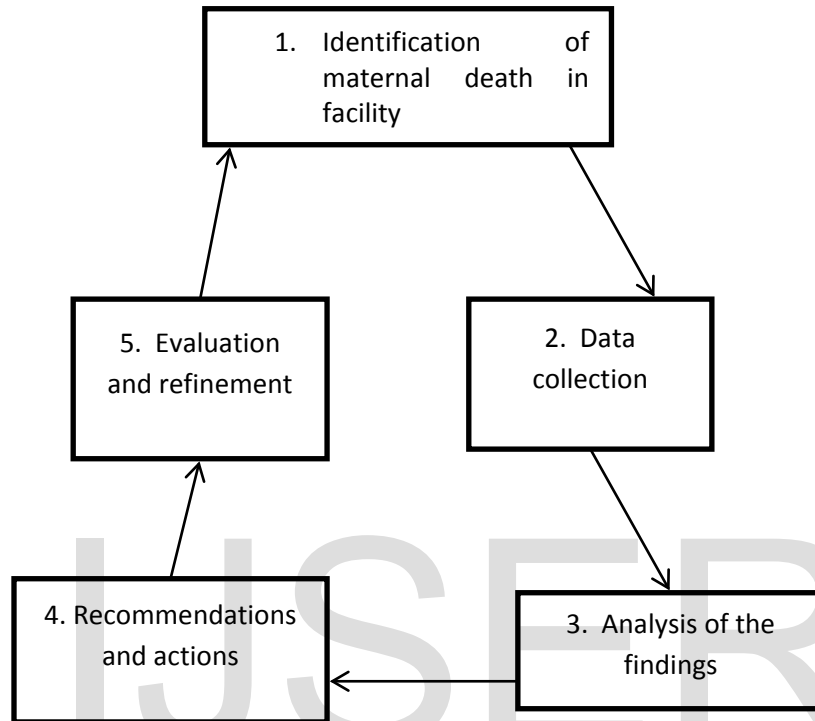 1. Identification of
maternal death in
facility
2. Data
collection
3. Analysis of the
findings
4. Recommendations
and actions
5. Evaluation
and refinement
IJSER